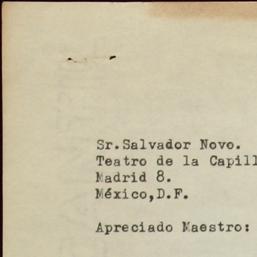 Sr.Salvador Novo.
Teatro de la Capill
Madrid 8.
México,D.F.
Apreciado Maestro: